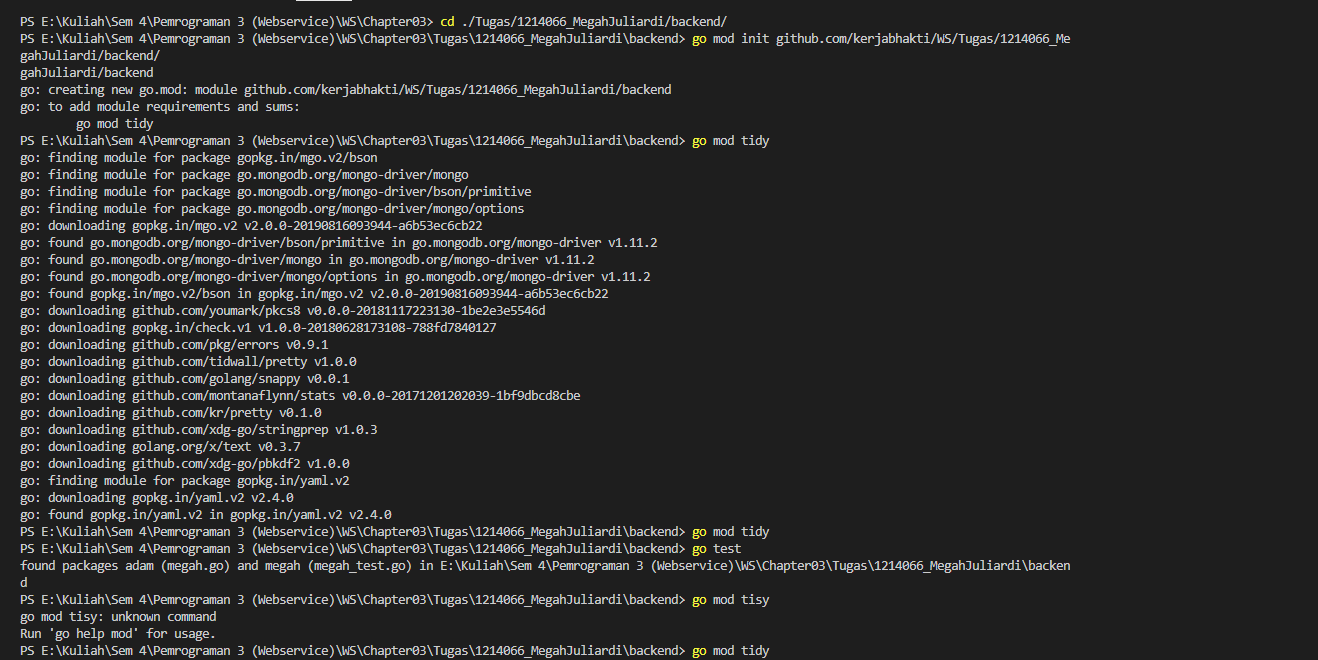 PS E:\Kuliah\Sem 4\Pemrograman 3 (Webservice)\WS\Chapter03> cd ./Tugas/1214066_MegahJuliardi/backend/
PS E:\Kuliah\Sem 4\Pemrograman 3 (Webservice)\WS\Chapter03\Tugas\1214066_MegahJuliardi\backend> go mod init github.com/kerjabhakti/WS/Tugas/1214066_Me
gahJuliardi/backend/
gahJuliardi/backend
go: creating new go.mod: module github.com/kerjabhakti/WS/Tugas/1214066_MegahJuliardi/backend
go: to add module requirements and sums:
        go mod tidy
PS E:\Kuliah\Sem 4\Pemrograman 3 (Webservice)\WS\Chapter03\Tugas\1214066_MegahJuliardi\backend> go mod tidy
go: finding module for package gopkg.in/mgo.v2/bson
go: finding module for package go.mongodb.org/mongo-driver/mongo
go: finding module for package go.mongodb.org/mongo-driver/bson/primitive
go: finding module for package go.mongodb.org/mongo-driver/mongo/options
go: downloading gopkg.in/mgo.v2 v2.0.0-20190816093944-a6b53ec6cb22
go: found go.mongodb.org/mongo-driver/bson/primitive in go.mongodb.org/mongo-driver v1.11.2
go: found go.mongodb.org/mongo-driver/mongo in go.mongodb.org/mongo-driver v1.11.2
go: found go.mongodb.org/mongo-driver/mongo/options in go.mongodb.org/mongo-driver v1.11.2
go: found gopkg.in/mgo.v2/bson in gopkg.in/mgo.v2 v2.0.0-20190816093944-a6b53ec6cb22
go: downloading github.com/youmark/pkcs8 v0.0.0-20181117223130-1be2e3e5546d
go: downloading gopkg.in/check.v1 v1.0.0-20180628173108-788fd7840127
go: downloading github.com/pkg/errors v0.9.1
go: downloading github.com/tidwall/pretty v1.0.0
go: downloading github.com/golang/snappy v0.0.1
go: downloading github.com/montanaflynn/stats v0.0.0-20171201202039-1bf9dbcd8cbe
go: downloading github.com/kr/pretty v0.1.0
go: downloading github.com/xdg-go/stringprep v1.0.3
go: downloading golang.org/x/text v0.3.7
go: downloading github.com/xdg-go/pbkdf2 v1.0.0
go: finding module for package gopkg.in/yaml.v2
go: downloading gopkg.in/yaml.v2 v2.4.0
go: found gopkg.in/yaml.v2 in gopkg.in/yaml.v2 v2.4.0
PS E:\Kuliah\Sem 4\Pemrograman 3 (Webservice)\WS\Chapter03\Tugas\1214066_MegahJuliardi\backend> go mod tidy
PS E:\Kuliah\Sem 4\Pemrograman 3 (Webservice)\WS\Chapter03\Tugas\1214066_MegahJuliardi\backend> go test
found packages adam (megah.go) and megah (megah_test.go) in E:\Kuliah\Sem 4\Pemrograman 3 (Webservice)\WS\Chapter03\Tugas\1214066_MegahJuliardi\backen
d
PS E:\Kuliah\Sem 4\Pemrograman 3 (Webservice)\WS\Chapter03\Tugas\1214066_MegahJuliardi\backend> go mod tisy
go mod tisy: unknown command
Run 'go help mod' for usage.
PS E:\Kuliah\Sem 4\Pemrograman 3 (Webservice)\WS\Chapter03\Tugas\1214066_MegahJuliardi\backend> go mod tidy